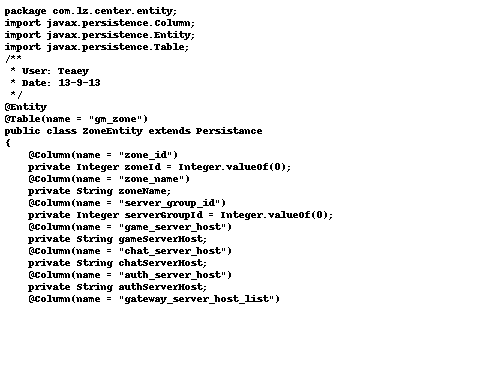 package com.lz.center.entity;
import javax.persistence.Column;
import javax.persistence.Entity;
import javax.persistence.Table;
/**
 * User: Teaey
 * Date: 13-9-13
 */
@Entity
@Table(name = "gm_zone")
public class ZoneEntity extends Persistance
{
    @Column(name = "zone_id")
    private Integer zoneId = Integer.valueOf(0);
    @Column(name = "zone_name")
    private String zoneName;
    @Column(name = "server_group_id")
    private Integer serverGroupId = Integer.valueOf(0);
    @Column(name = "game_server_host")
    private String gameServerHost;
    @Column(name = "chat_server_host")
    private String chatServerHost;
    @Column(name = "auth_server_host")
    private String authServerHost;
    @Column(name = "gateway_server_host_list")